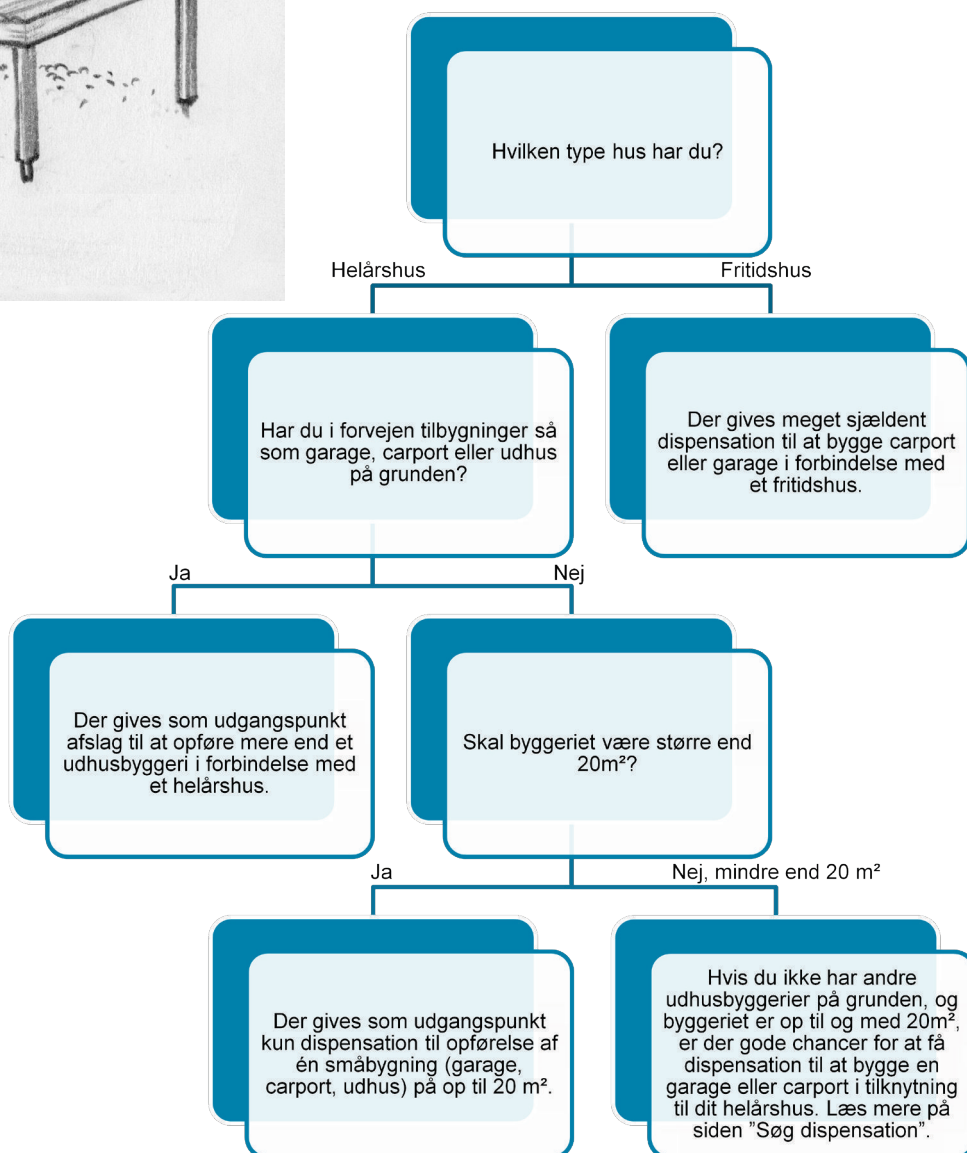 Hvilken type hus har du?
Helårshus
Fritidshus
Har du i forvejen tilbygninger så
som garage, carport eller udhus
på grunden?
Der gives meget sjældent
dispensation til at bygge carport
eller garage i forbindelse med
et fritidshus.
Ja
Nej
Der gives som udgangspunkt
afslag til at opføre mere end et
udhusbyggeri i forbindelse med
et helårshus.
Skal byggeriet være større end
20m²?
Ja
Nej, mindre end 20 m²
Der gives som udgangspunkt
kun dispensation til opførelse af
én småbygning (garage,
carport, udhus) på op til 20 m².
Hvis du ikke har andre
udhusbyggerier på grunden, og
byggeriet er op til og med 20m²,
er der gode chancer for at få
dispensation til at bygge en
garage eller carport i tilknytning
til dit helårshus. Læs mere på
siden ”Søg dispensation”.